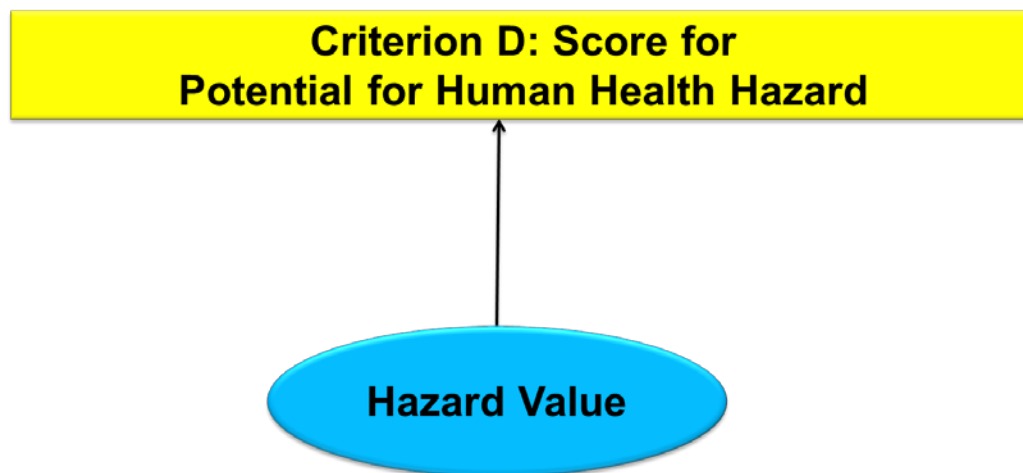 Criterion D: Score for
Potential for Human Health Hazard
Hazard Value